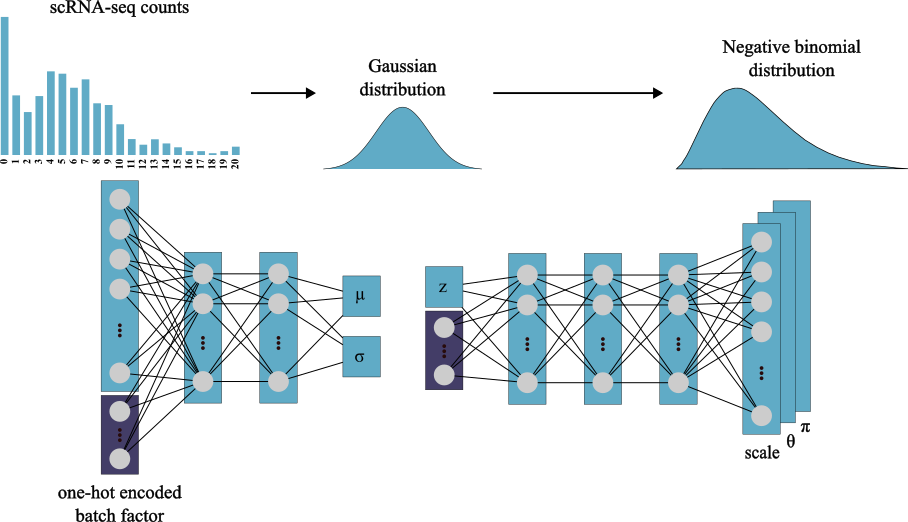 scRNA-seq counts
Gaussian
distribution
Negative binomial
distribution
0 1 2 3 4 5 6 7 8 9 10 11 12 13 14 15 16 17 18 19 20
μ
σ
z
scale
θ
π
one-hot encoded
batch factor